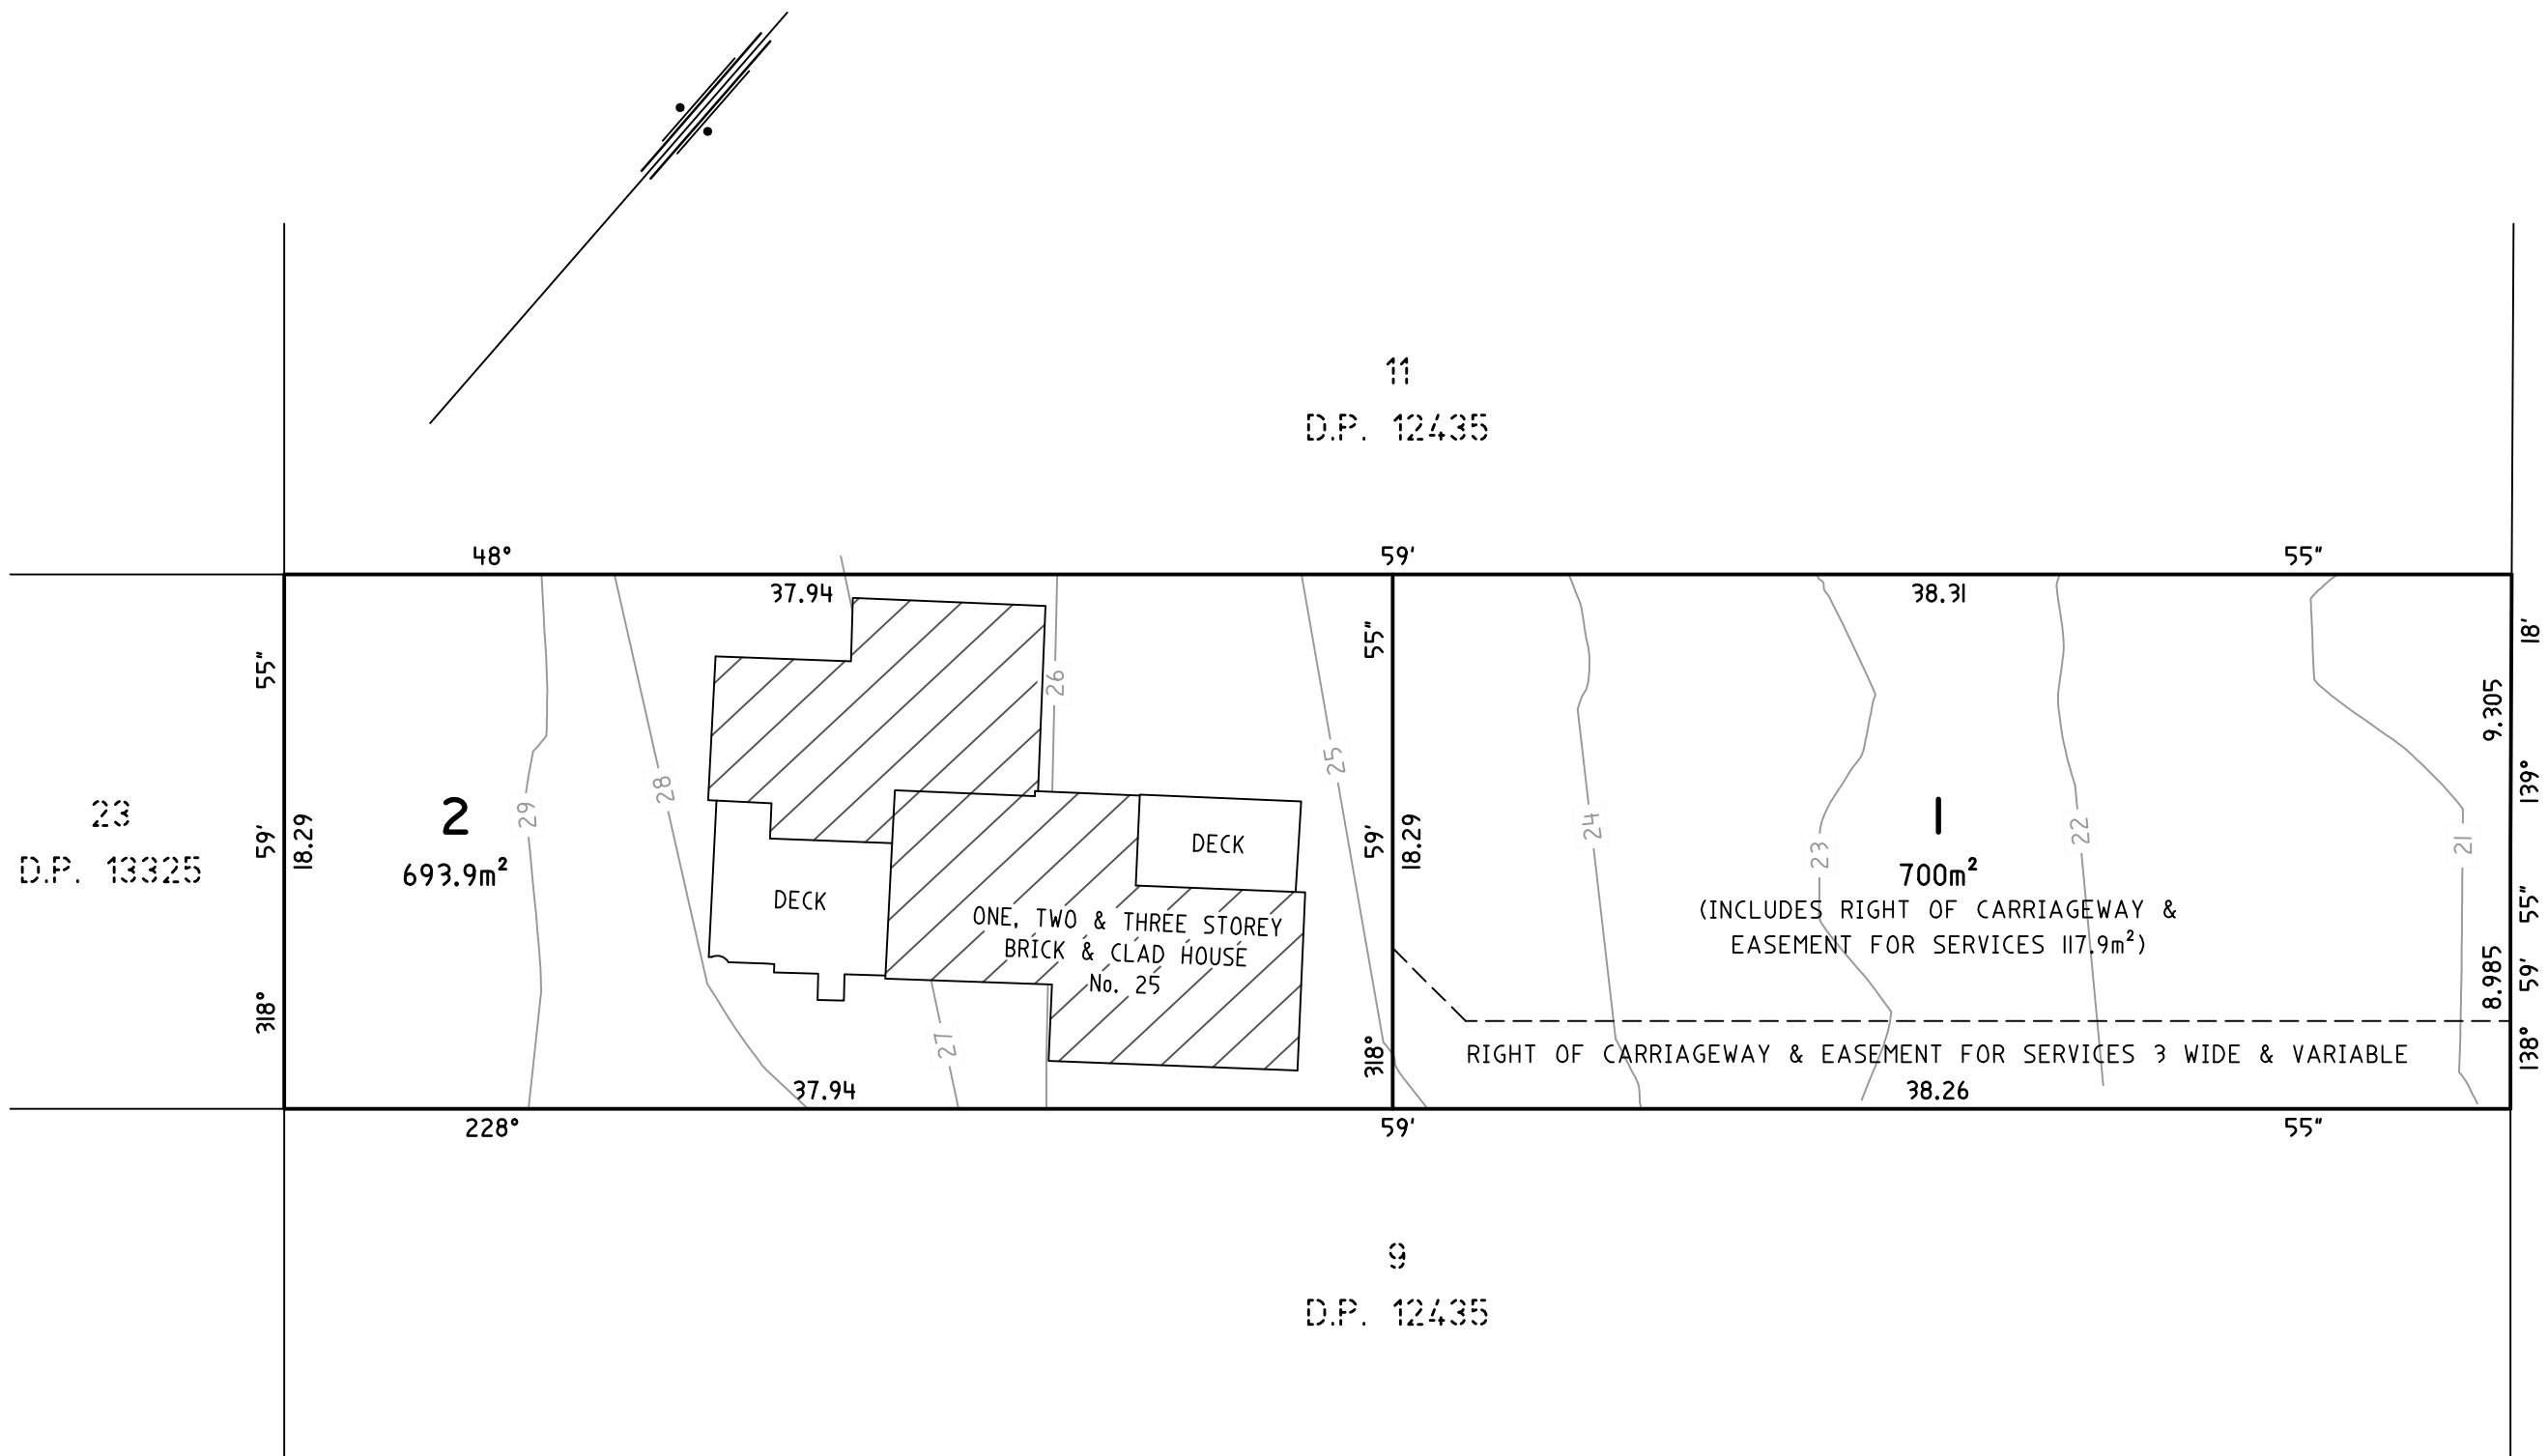 11
D.P. 12435
48° 59' 55"
37.94
38.31
55"
59'
318°
18.29
23
D.P. 13325
2
693.9m²
29
28
27
26
25
24
23
22
21
DECK
DECK
ONE, TWO & THREE STOREY
BRICK & CLAD HOUSE
No. 25
55"
59'
318°
18.29
1
700m²
(INCLUDES RIGHT OF CARRIAGEWAY &
EASEMENT FOR SERVICES 117.9m²)
RIGHT OF CARRIAGEWAY & EASEMENT FOR SERVICES 3 WIDE & VARIABLE
18'
139°
9.305
55"
59'
138°
8.985
37.94
38.26
228° 59' 55"
9
D.P. 12435